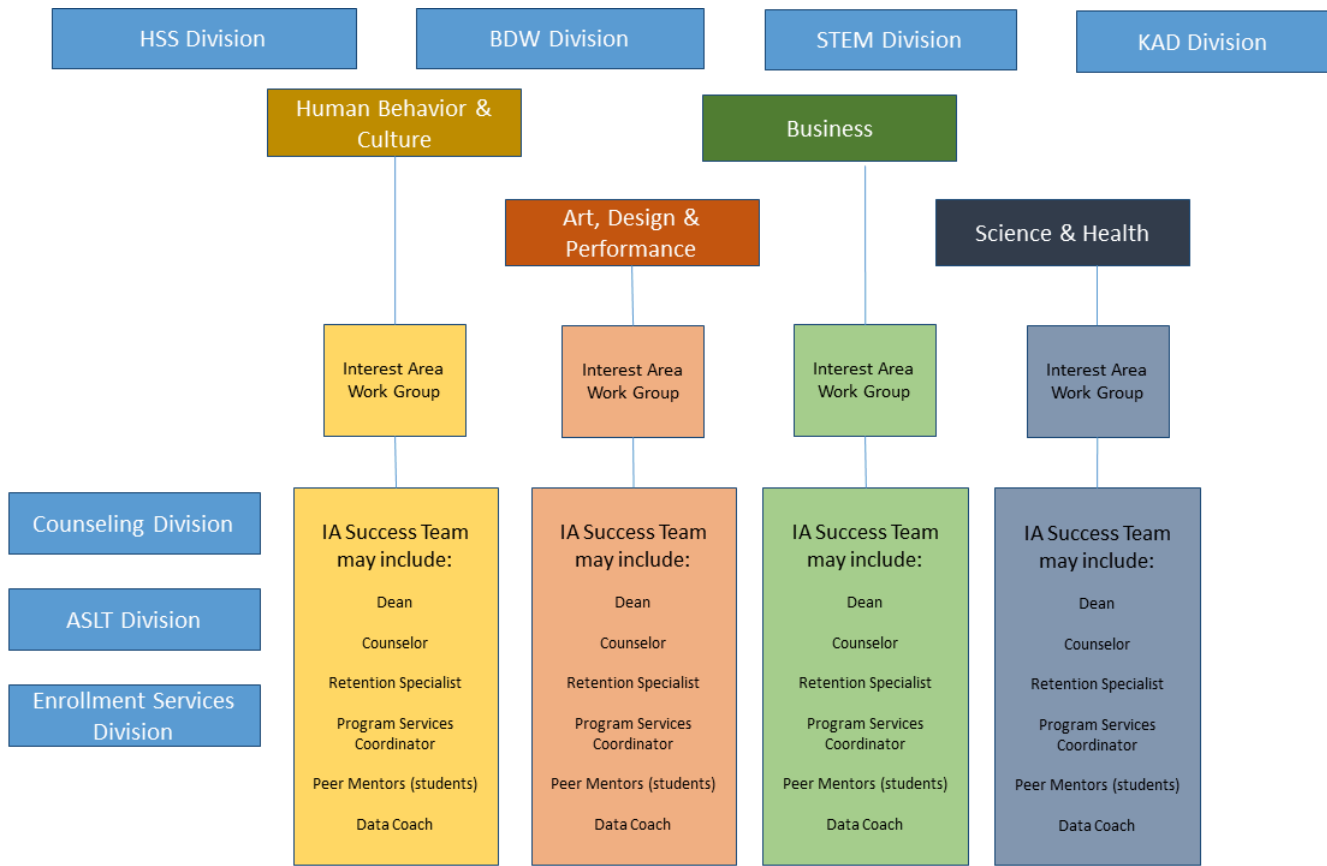 HSS Division
BDW Division
STEM Division
KAD Division
Human Behavior &
Culture
Business
Art, Design &
Performance
Science & Health
Interest Area
Work Group
Interest Area
Work Group
Interest Area
Work Group
Interest Area
Work Group
Counseling Division
ASLT Division
Enrollment Services
Division
IA Success Team
may include:
Dean
Counselor
Retention Specialist
Program Services
Coordinator
Peer Mentors (students)
Data Coach
IA Success Team
may include:
Dean
Counselor
Retention Specialist
Program Services
Coordinator
Peer Mentors (students)
Data Coach
IA Success Team
may include:
Dean
Counselor
Retention Specialist
Program Services
Coordinator
Peer Mentors (students)
Data Coach
IA Success Team
may include:
Dean
Counselor
Retention Specialist
Program Services
Coordinator
Peer Mentors (students)
Data Coach